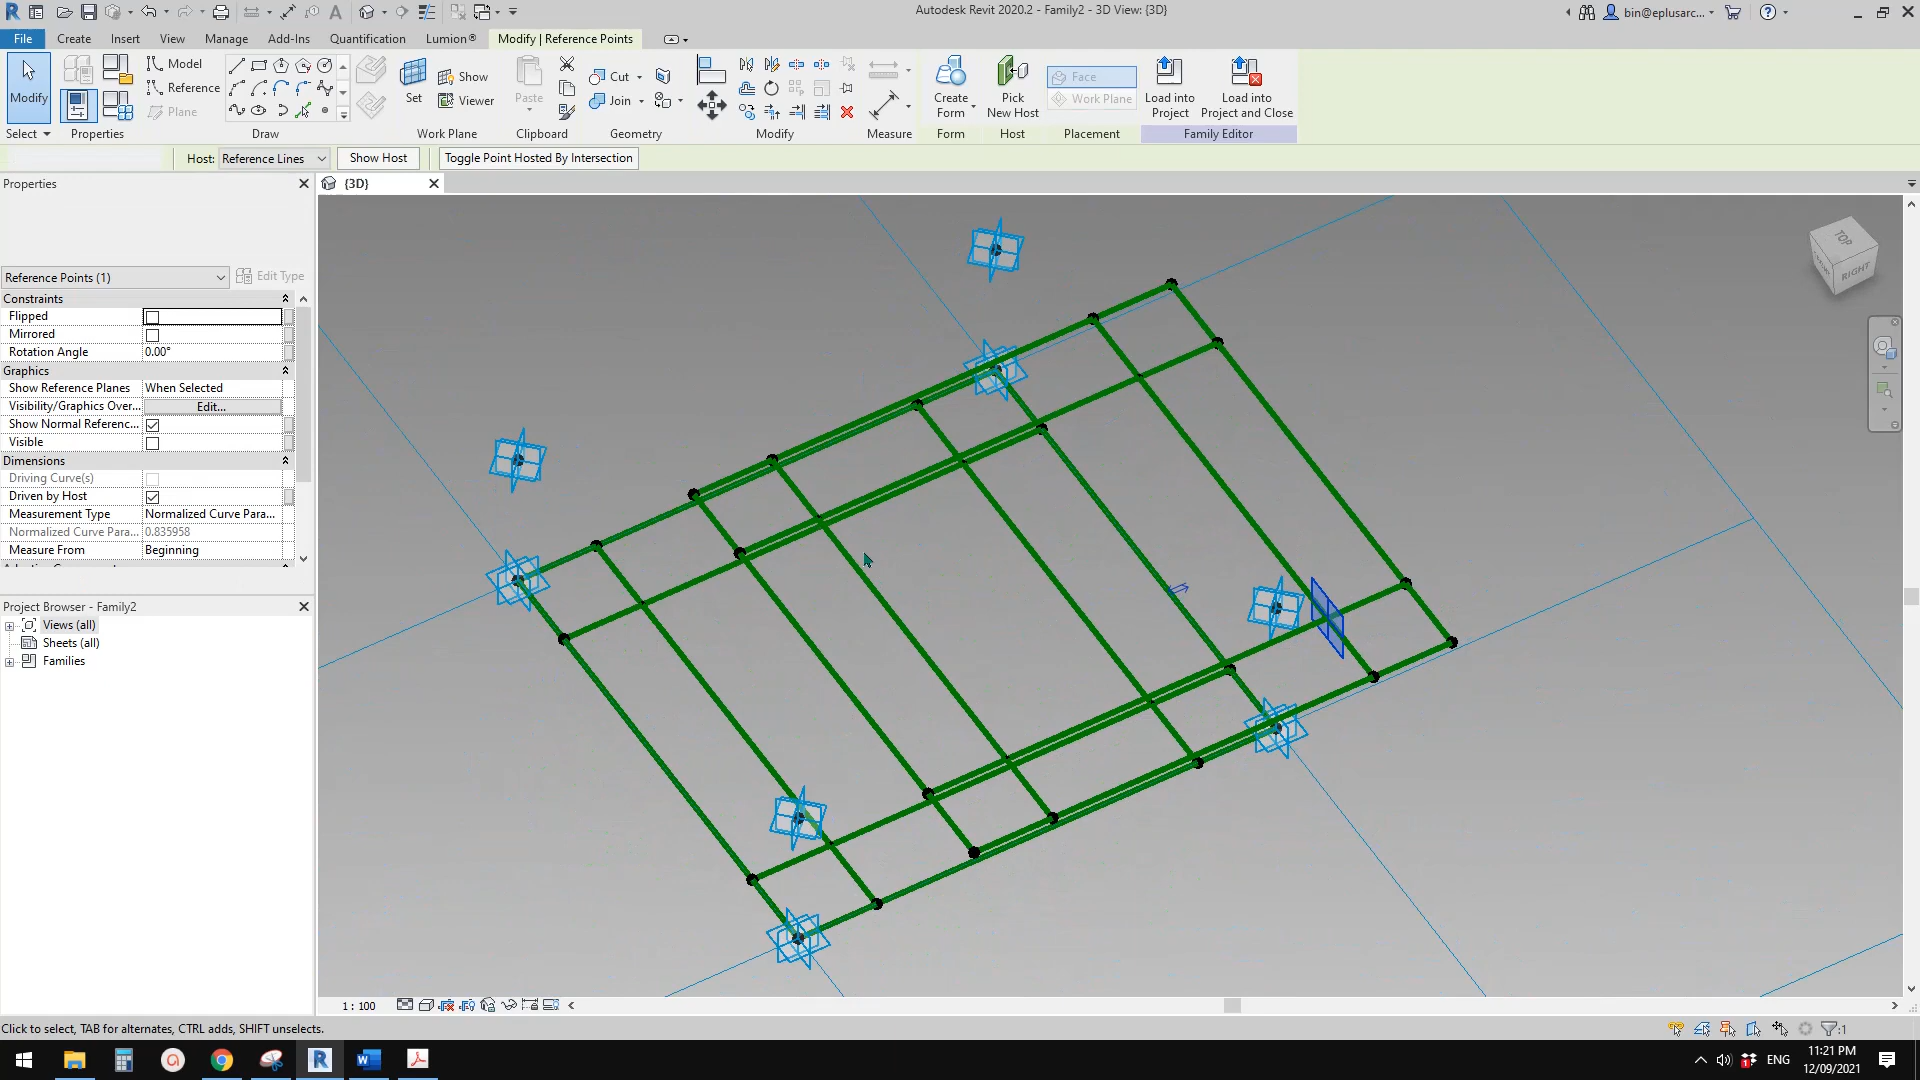 Autodesk Revit 2020.2 - Family2 - 3D View: {3D}
bin@eplusarc...
File
Create
Insert
View
Manage
Add-Ins
Quantification
Lumion®
Modify | Reference Points
Modify
Model
Reference
Plane
Set
Show
Viewer
Paste
Cut
Join
Create
Form
Pick
New Host
Face
Work Plane
Load into
Project
Load into
Project and Close
Select
Properties
Draw
Work Plane
Clipboard
Geometry
Modify
Measure
Form
Host
Placement
Family Editor
Host:
Reference Lines
Show Host
Toggle Point Hosted By Intersection
Properties
{3D}
Reference Points (1)
Edit Type
Constraints
Flipped
Mirrored
Rotation Angle
0.00°
Graphics
Show Reference Planes
When Selected
Visibility/Graphics Over...
Edit...
Show Normal Referenc...
Visible
Dimensions
Driving Curve(s)
Driven by Host
Measurement Type
Normalized Curve Para...
Normalized Curve Para...
0.835958
Measure From
Beginning
Project Browser - Family2
Views (all)
Sheets (all)
Families
TOP
RIGHT
1 : 100
Click to select, TAB for alternates, CTRL adds, SHIFT unselects.
:1
ENG
11:21 PM
12/09/2021